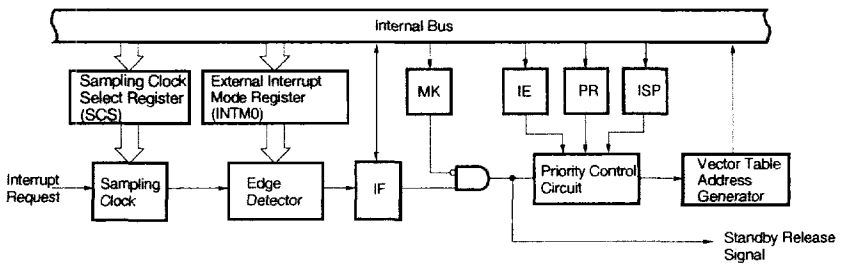 Internal Bus
Sampling Clock
Select Register
(SCS)
External Interrupt
Mode Register
(INTM0)
MK
IE
PR
ISP
Interrupt
Request
Sampling
Clock
Edge
Detector
IF
Priority Control
Circuit
Vector Table
Address
Generator
Standby Release
Signal